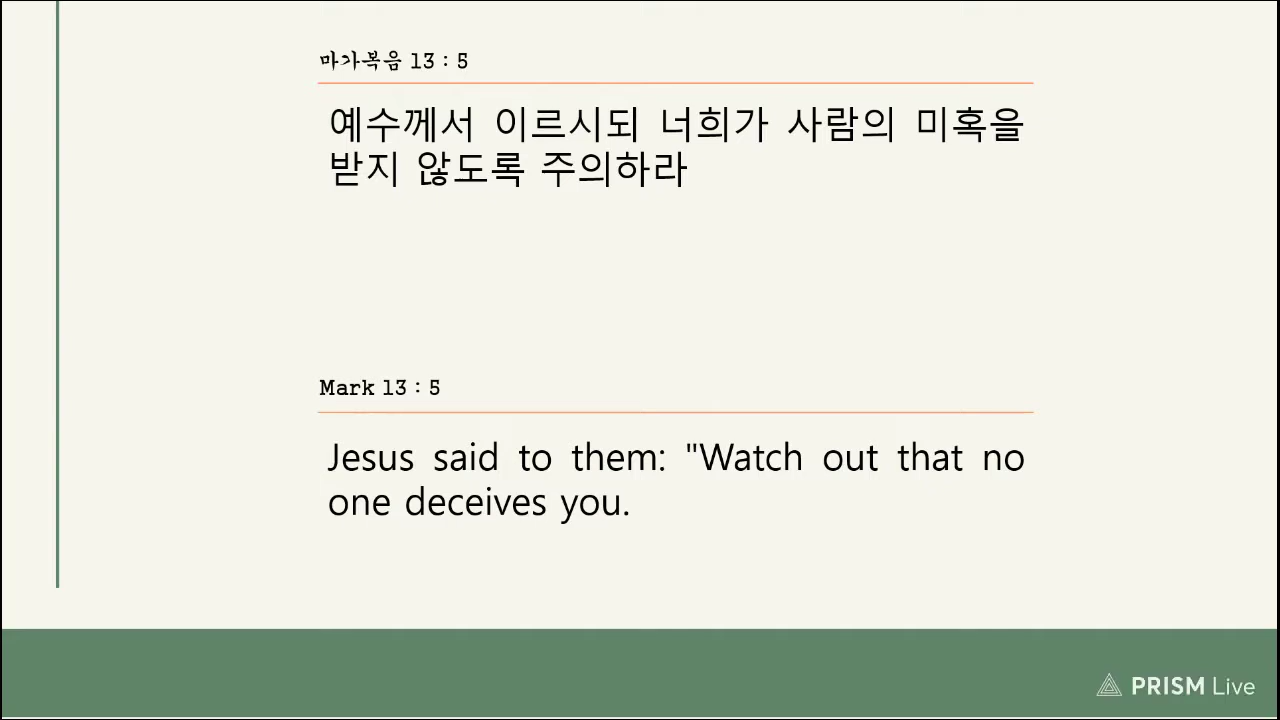 마가복음 13 : 5
예수께서 이르시되 너희가 사람의 미혹을
받지 않도록 주의하라
Mark 13 : 5
Jesus said to them: "Watch out that no
one deceives you.
PRISM Live